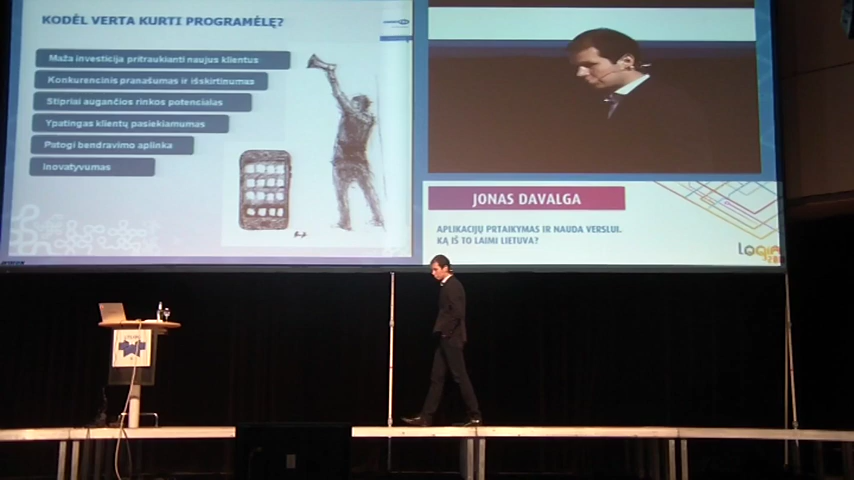 KODĖL VERTA KURTI PROGRAMĖLĘ?
Maža investicija pritraukianti naujus klientus
Konkurencinis pranašumas ir išskirtinumas
Stipriai augančios rinkos potencialas
Ypatingas klientų pasiekiamumas
Patogi bendravimo aplinka
Inovatyvumas
JONAS DAVALGA
APLIKACIJŲ PRTAIKYMAS IR NAUDA VERSLUI.
KĄ IŠ TO LAIMI LIETUVA?
Login